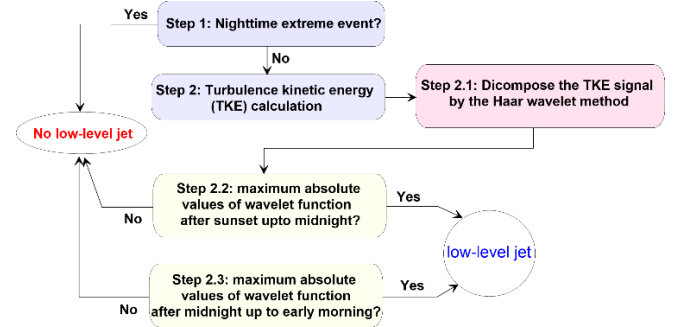 Yes
Step 1: Nighttime extreme event?
No
Step 2: Turbulence kinetic energy
(TKE) calculation
Step 2.1: Dicompose the TKE signal
by the Haar wavelet method
No low-level jet
Step 2.2: maximum absolute
values of wavelet function
after sunset upto midnight?
Yes
No
low-level jet
Step 2.3: maximum absolute
values of wavelet function
after midnight up to early morning?
Yes
No